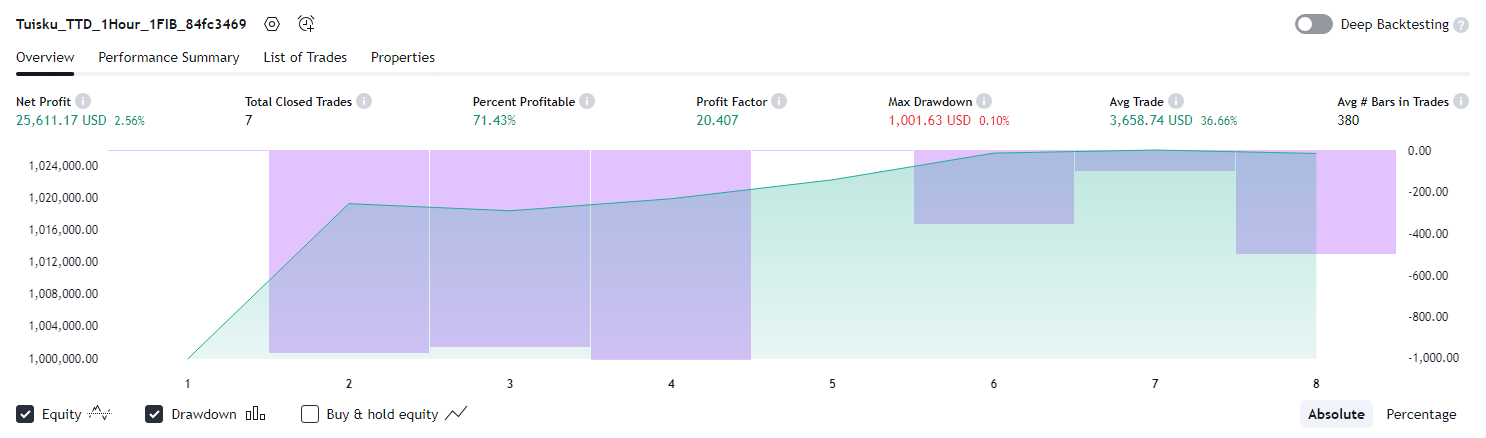 Tuisku_TTD_1Hour_1FIB_84fc3469 Deep Backtesting ?
Overview Performance Summary List of Trades Properties
Net Profit Total Closed Trades Percent Profitable Profit Factor Max Drawdown Avg Trade Avg # Bars in Trades
25,611.17 USD 2.56% 7 71.43% 20.407 1,001.63 USD 0.10% 3,658.74 USD 36.66% 380
1,024,000.00 0.00
1,020,000.00 -200.00
1,016,000.00 -400.00
1,012,000.00 -600.00
1,008,000.00 -800.00
1,004,000.00
1,000,000.00 -1,000.00
1 2 3 4 5 6 7 8
Equity Drawdown Buy & hold equity Absolute Percentage